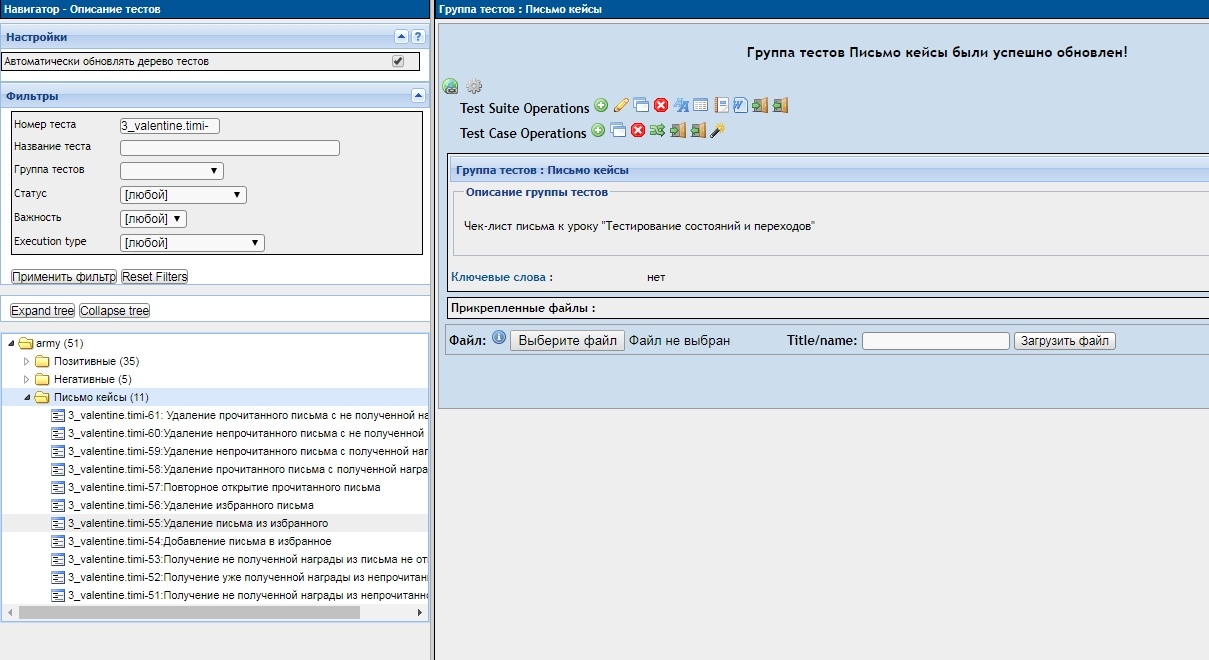 Навигатор - Описание тестов
Настройки
Автоматически обновлять дерево тестов
Фильтры
Номер теста 3_valentine.timi-
Название теста
Группа тестов
Статус [любой]
Важность [любой]
Execution type [любой]
Применить фильтр Reset Filters
Expand tree Collapse tree
army (51)
Позитивные (35)
Негативные (5)
Письмо кейсы (11)
3_valentine.timi-61: Удаление прочитанного письма с не полученной на
3_valentine.timi-60:Удаление непрочитанного письма с не полученной
3_valentine.timi-59:Удаление непрочитанного письма с полученной наг
3_valentine.timi-58:Удаление прочитанного письма с полученной награ
3_valentine.timi-57:Повторное открытие прочитанного письма
3_valentine.timi-56:Удаление избранного письма
3_valentine.timi-55:Удаление письма из избранного
3_valentine.timi-54:Добавление письма в избранное
3_valentine.timi-53:Получение не полученной награды из письма не от
3_valentine.timi-52:Получение уже полученной награды из непрочитан
3_valentine.timi-51:Получение не полученной награды из непрочитанно
Группа тестов : Письмо кейсы
Группа тестов Письмо кейсы были успешно обновлен!
Test Suite Operations
Test Case Operations
Группа тестов : Письмо кейсы
Описание группы тестов
Чек-лист письма к уроку "Тестирование состояний и переходов"
Ключевые слова : нет
Прикрепленные файлы :
Файл: Выберите файл Файл не выбран Title/name: Загрузить файл